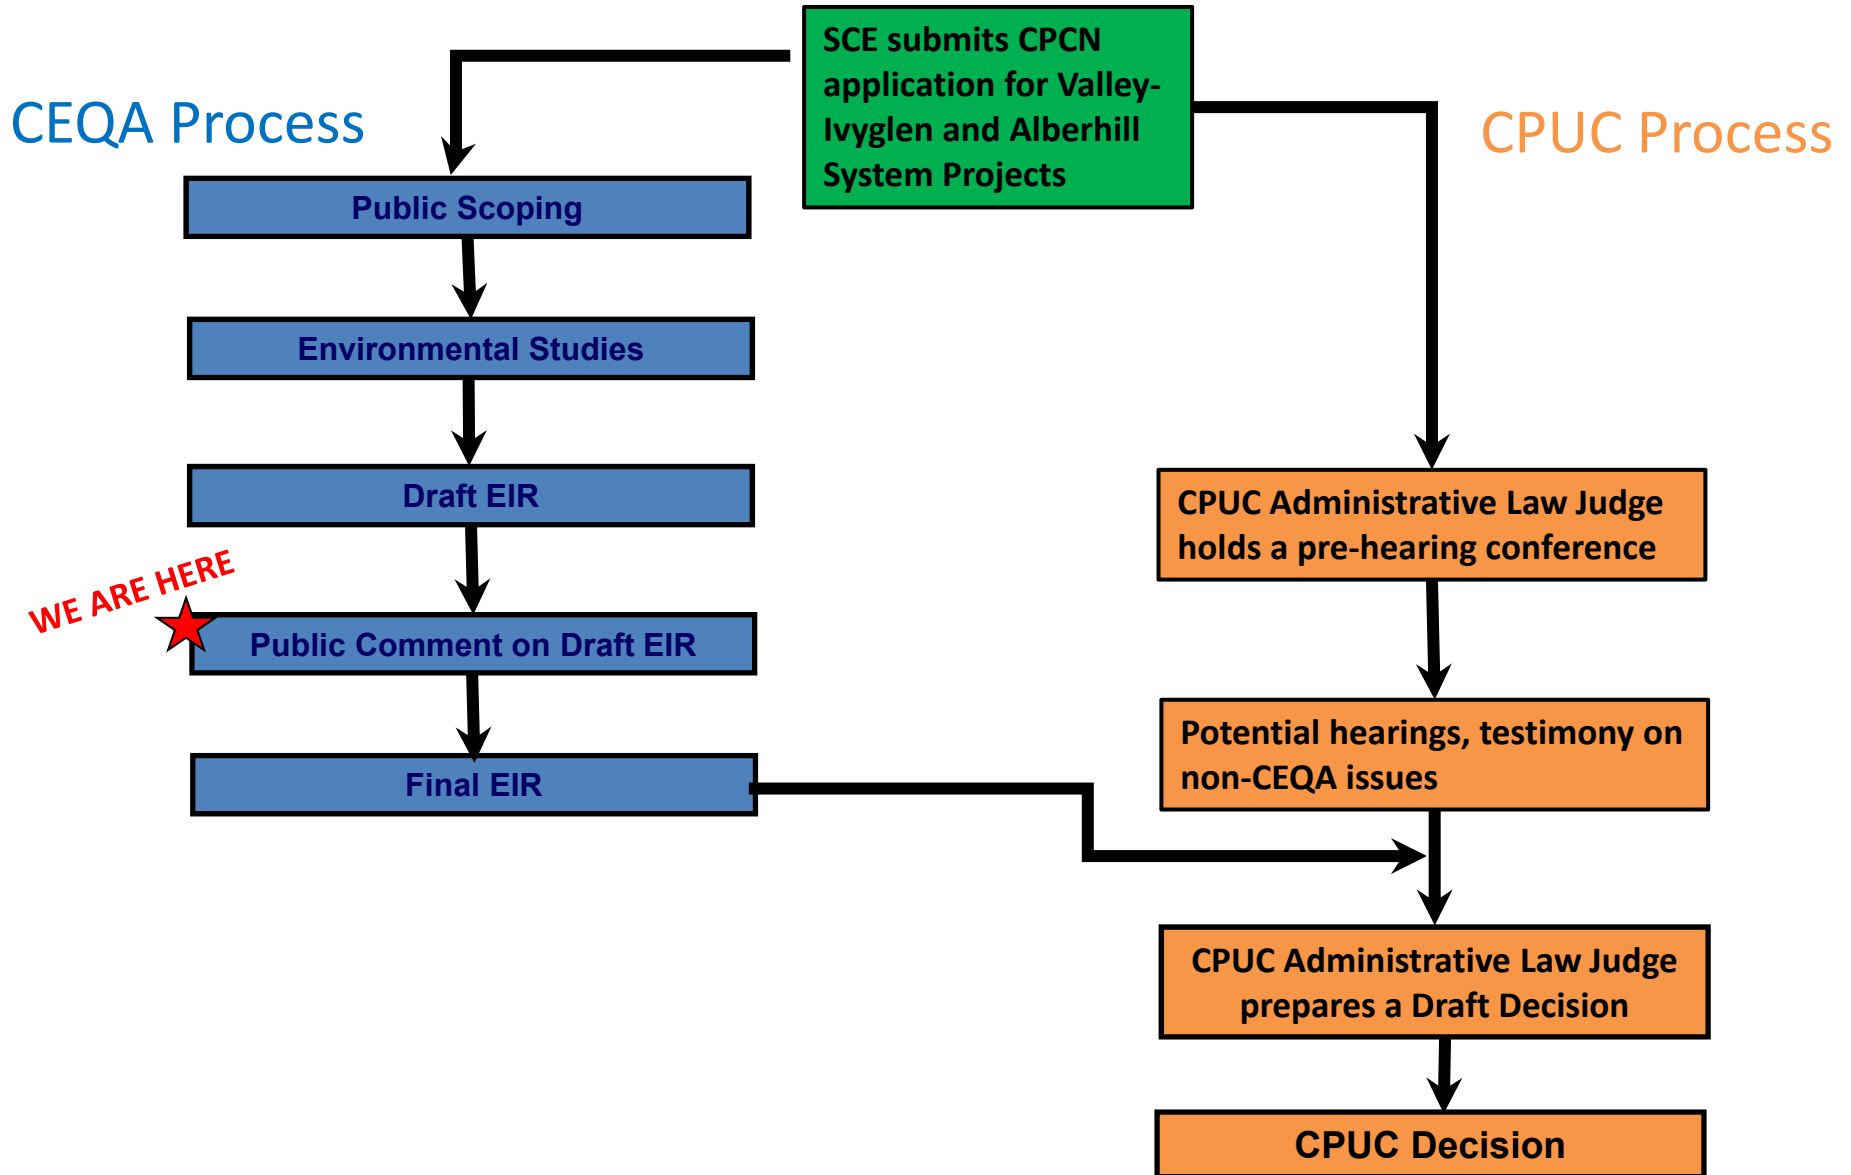 SCE submits CPCN
application for Valley-
Ivyglen and Alberhill
System Projects
CEQA Process
CPUC Process
Public Scoping
Environmental Studies
Draft EIR
WE ARE HERE
Public Comment on Draft EIR
Final EIR
CPUC Administrative Law Judge
holds a pre-hearing conference
Potential hearings, testimony on
non-CEQA issues
CPUC Administrative Law Judge
prepares a Draft Decision
CPUC Decision